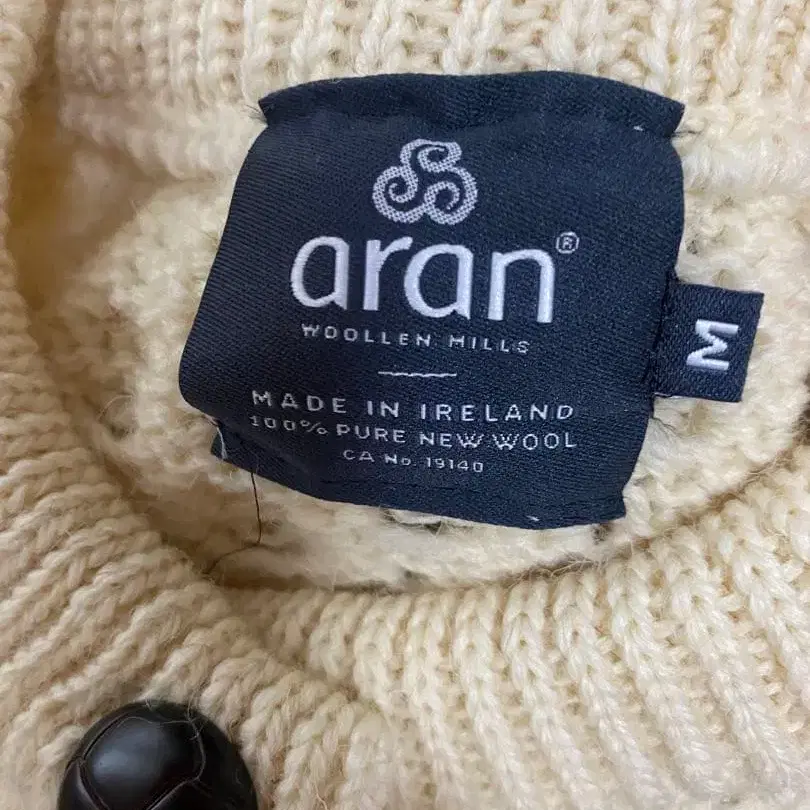 aran®
WOOLLEN MILLS
MADE IN IRELAND
100% PURE NEW WOOL
CA No. 19140
M